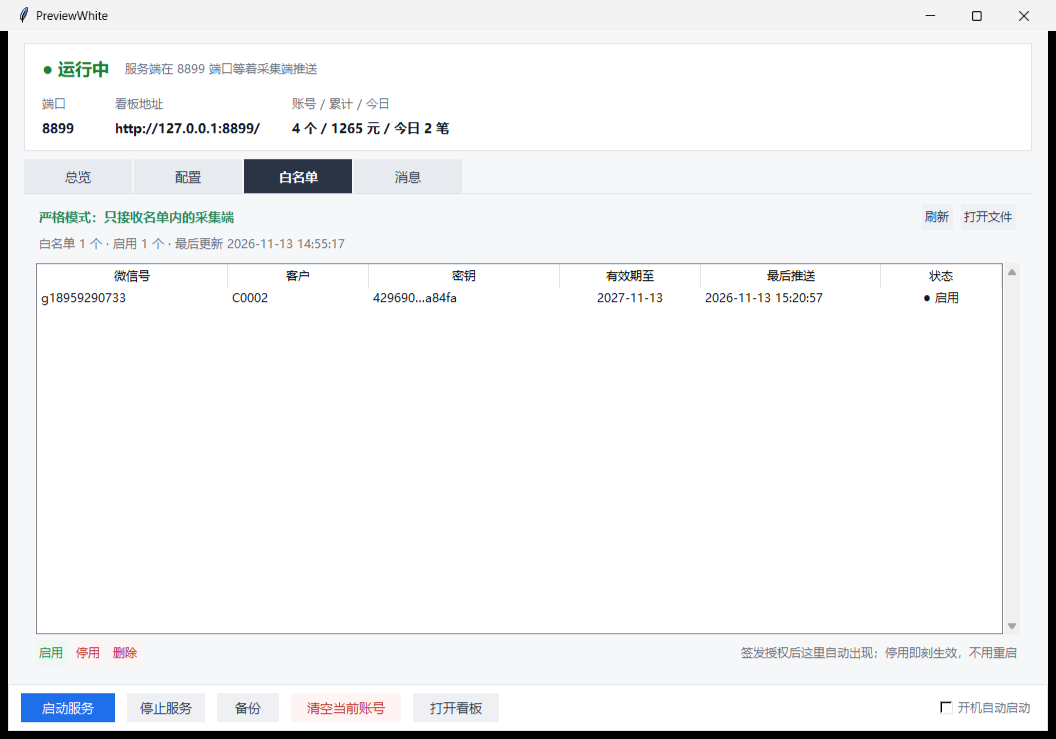 PreviewWhite
● 运行中 服务端在 8899 端口等着采集端推送
端口 看板地址 账号 / 累计 / 今日
8899 http://127.0.0.1:8899/ 4 个 / 1265 元 / 今日 2 笔
总览 配置 白名单 消息
严格模式：只接收名单内的采集端 刷新 打开文件
白名单 1 个 · 启用 1 个 · 最后更新 2026-11-13 14:55:17
微信号 客户 密钥 有效期至 最后推送 状态
g18959290733 C0002 429690...a84fa 2027-11-13 2026-11-13 15:20:57 ● 启用
启用 停用 删除 签发授权后这里自动出现；停用即刻生效，不用重启
启动服务 停止服务 备份 清空当前账号 打开看板 开机自动启动